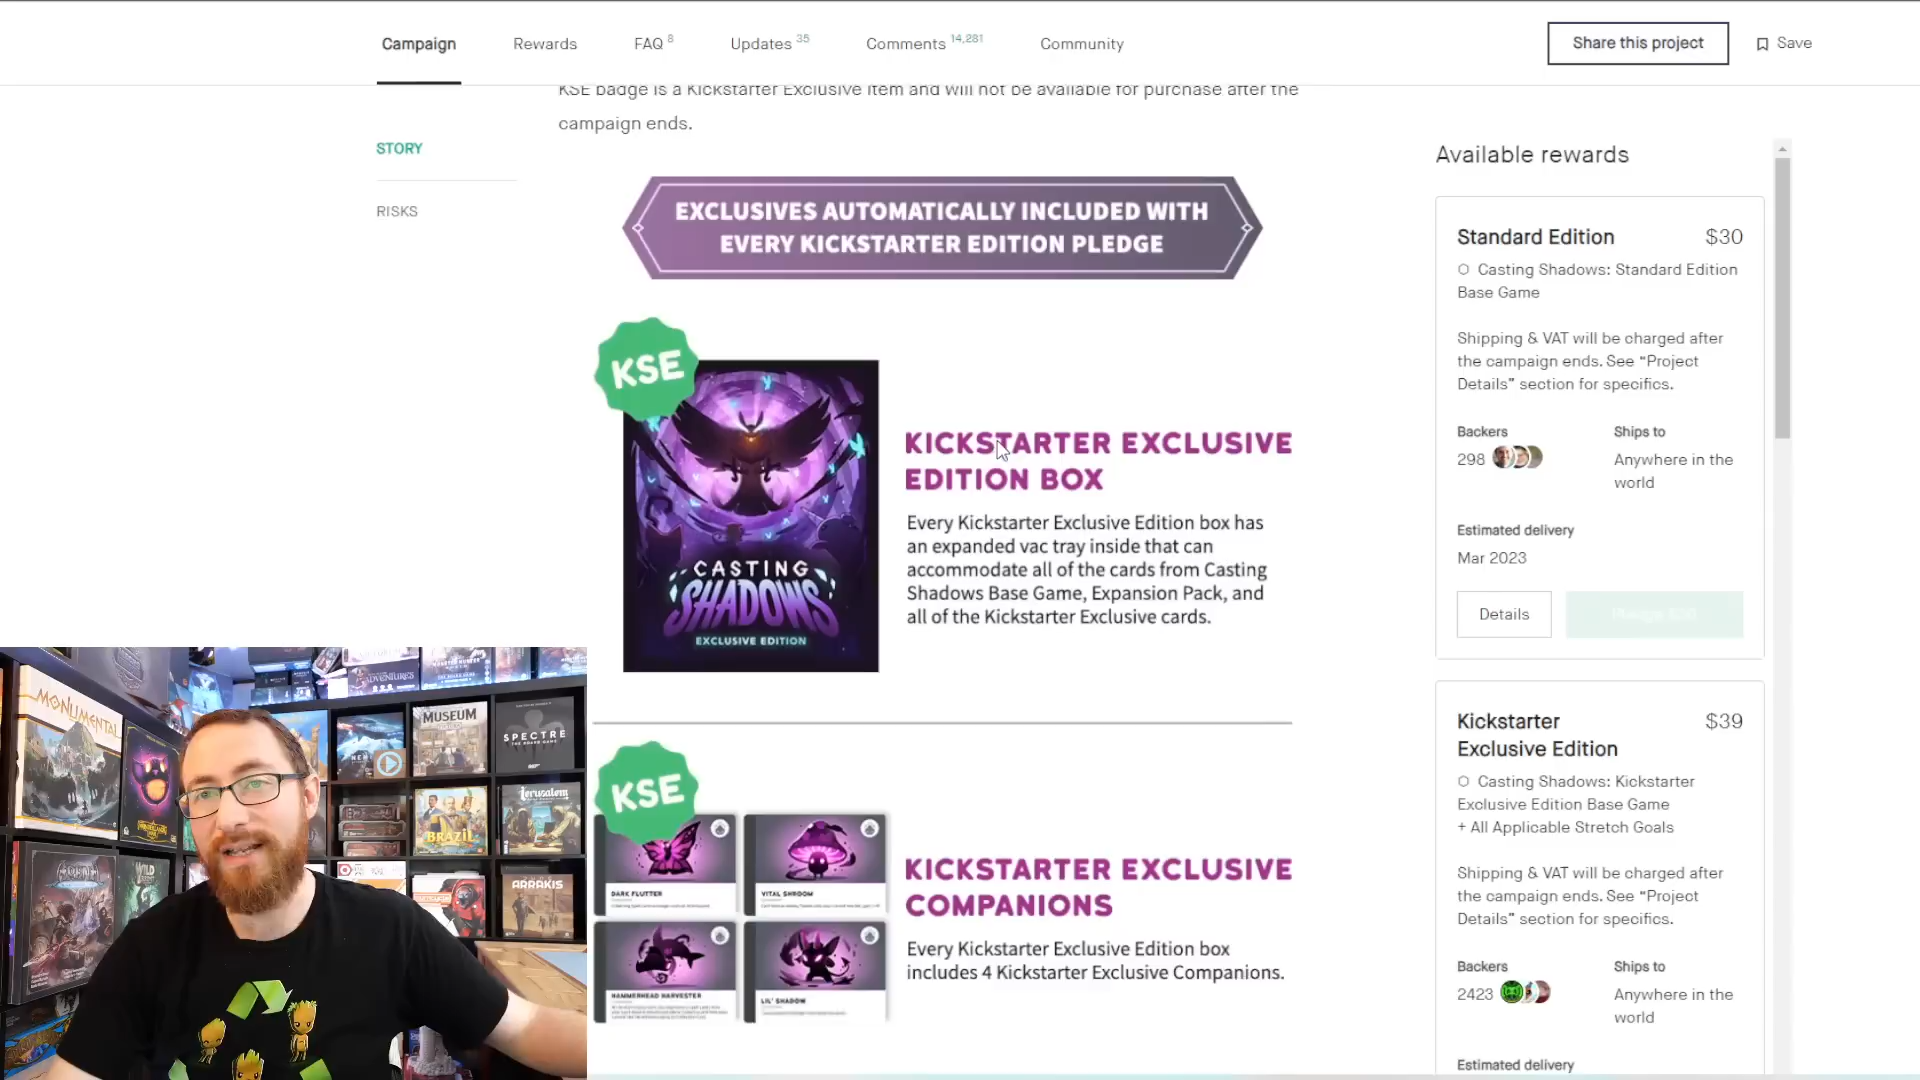 Campaign
Rewards
FAQ 8
Updates 35
Comments 14,281
Community
Share this project
Save
KSE badge is a Kickstarter Exclusive item and will not be available for purchase after the
campaign ends.
STORY
RISKS
EXCLUSIVES AUTOMATICALLY INCLUDED WITH
EVERY KICKSTARTER EDITION PLEDGE
KSE
CASTING
SHADOWS
EXCLUSIVE EDITION
KICKSTARTER EXCLUSIVE
EDITION BOX
Every Kickstarter Exclusive Edition box has
an expanded vac tray inside that can
accommodate all of the cards from Casting
Shadows Base Game, Expansion Pack, and
all of the Kickstarter Exclusive cards.
KSE
DARK FLUTTER
VITAL SHROOM
HAMMERHEAD HARVESTER
LIL' SHADOW
KICKSTARTER EXCLUSIVE
COMPANIONS
Every Kickstarter Exclusive Edition box
includes 4 Kickstarter Exclusive Companions.
Available rewards
Standard Edition $30
Casting Shadows: Standard Edition
Base Game
Shipping & VAT will be charged after
the campaign ends. See “Project
Details” section for specifics.
Backers
298
Ships to
Anywhere in the
world
Estimated delivery
Mar 2023
Details
Kickstarter $39
Exclusive Edition
Casting Shadows: Kickstarter
Exclusive Edition Base Game
+ All Applicable Stretch Goals
Shipping & VAT will be charged after
the campaign ends. See “Project
Details” section for specifics.
Backers
2423
Ships to
Anywhere in the
world
Estimated delivery
MONUMENTAL
ADVENTURES
MUSEUM
SPECTRE
THE BOARD GAME
BRAZIL
Jerusalem
WILD
ARRAKIS